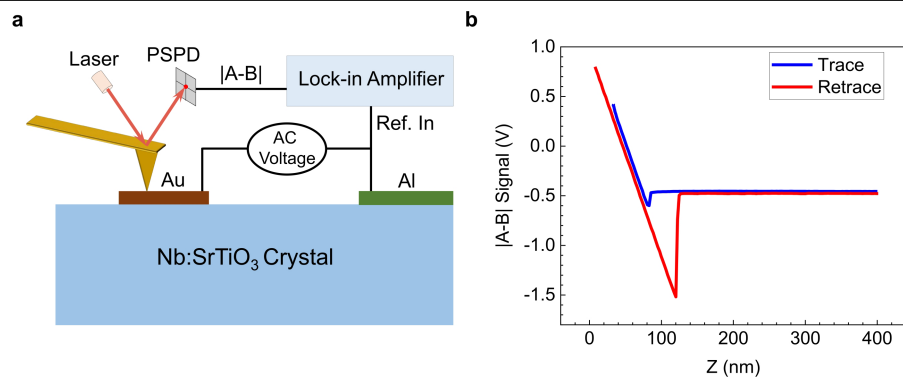 a
Laser
PSPD
|A-B|
Lock-in Amplifier
Ref. In
AC
Voltage
Au
Al
Nb:SrTiO₃ Crystal
b
Trace
Retrace
1.0
0.5
0.0
-0.5
-1.0
-1.5
|A-B| Signal (V)
0
100
200
300
400
Z (nm)